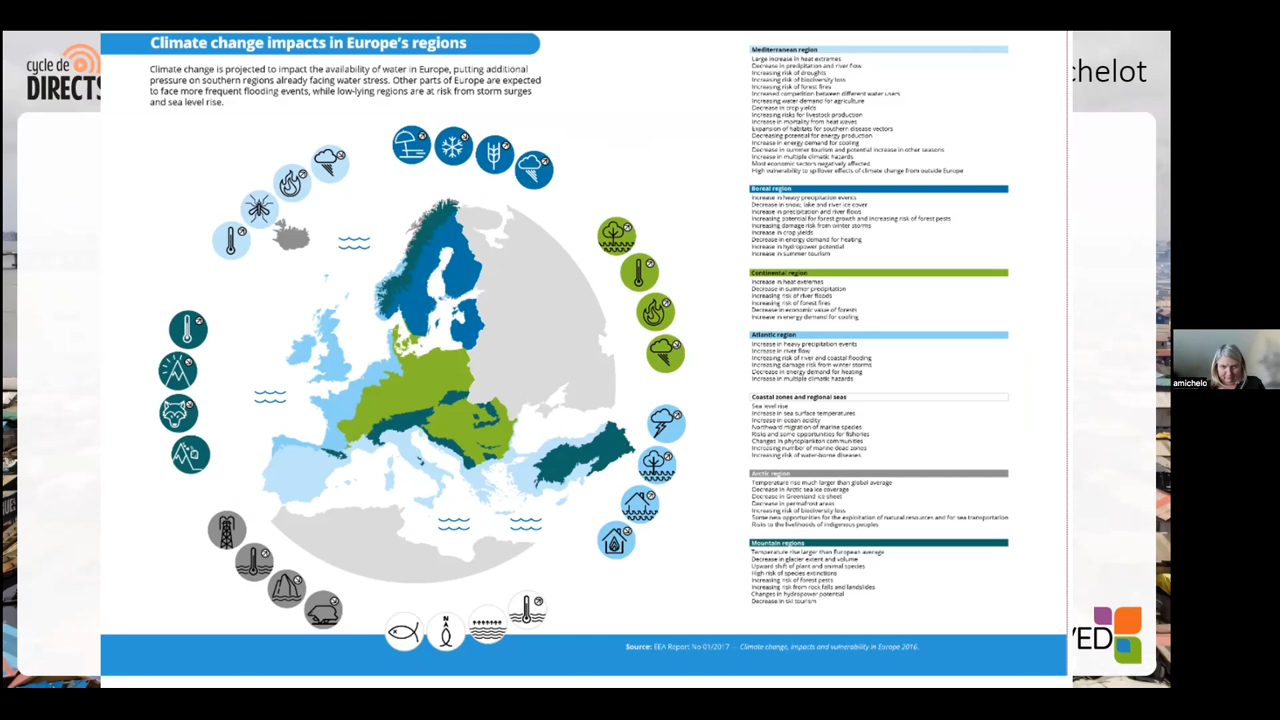 Climate change impacts in Europe's regions
Climate change is projected to impact the availability of water in Europe, putting additional
pressure on southern regions already facing water stress. Other parts of Europe are expected
to face more frequent flooding events, while low-lying regions are at risk from storm surges
and sea level rise.
cycle de
DIRECTS
chelot
Mediterranean region
Large increase in heat extremes
Decrease in precipitation and river flow
Increasing risk of droughts
Increasing risk of biodiversity loss
Increasing risk of forest fires
Increased competition between different water users
Increasing water demand for agriculture
Decrease in crop yields
Increasing risks for livestock production
Increase in mortality from heat waves
Expansion of habitats for southern disease vectors
Decreasing potential for energy production
Increase in energy demand for cooling
Decrease in summer tourism and potential increase in other seasons
Increase in multiple climatic hazards
Most economic sectors negatively affected
High vulnerability to spillover effects of climate change from outside Europe
Boreal region
Increase in heavy precipitation events
Decrease in snow, lake and river ice cover
Increase in precipitation and river flows
Increasing potential for forest growth and increasing risk of forest pests
Increasing damage risk from winter storms
Increase in crop yields
Decrease in energy demand for heating
Increase in hydropower potential
Increase in summer tourism
Continental region
Increase in heat extremes
Decrease in summer precipitation
Increasing risk of river floods
Increasing risk of forest fires
Decrease in economic value of forests
Increase in energy demand for cooling
Atlantic region
Increase in heavy precipitation events
Increase in river flow
Increasing risk of river and coastal flooding
Increasing damage risk from winter storms
Decrease in energy demand for heating
Increase in multiple climatic hazards
Coastal zones and regional seas
Sea level rise
Increase in sea surface temperatures
Increase in ocean acidity
Northward migration of marine species
Risks and some opportunities for fisheries
Changes in phytoplankton communities
Increasing number of marine dead zones
Increasing risk of water-borne diseases
Arctic region
Temperature rise much larger than global average
Decrease in Arctic sea ice coverage
Decrease in Greenland ice sheet
Decrease in permafrost areas
Increasing risk of biodiversity loss
Some new opportunities for the exploitation of natural resources and for sea transportation
Risks to the livelihoods of indigenous peoples
Mountain regions
Temperature rise larger than European average
Decrease in glacier extent and volume
Upward shift of plant and animal species
High risk of species extinctions
Increasing risk of forest pests
Increasing risk from rock falls and landslides
Changes in hydropower potential
Decrease in ski tourism
amichelo
N
VED
Source: EEA Report No 01/2017 — Climate change, impacts and vulnerability in Europe 2016.